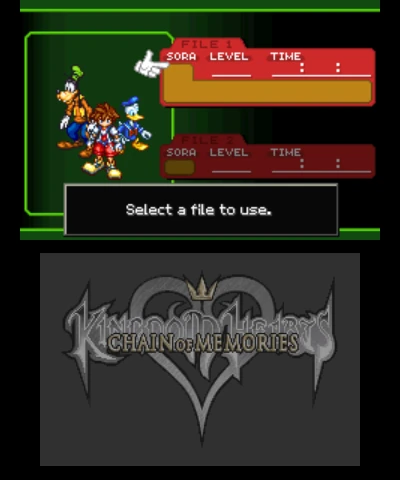 FILE 1
SORA LEVEL TIME
: :
FILE 2
SORA LEVEL TIME
: :
Select a file to use.
KINGDOM HEARTS
CHAIN OF MEMORIES